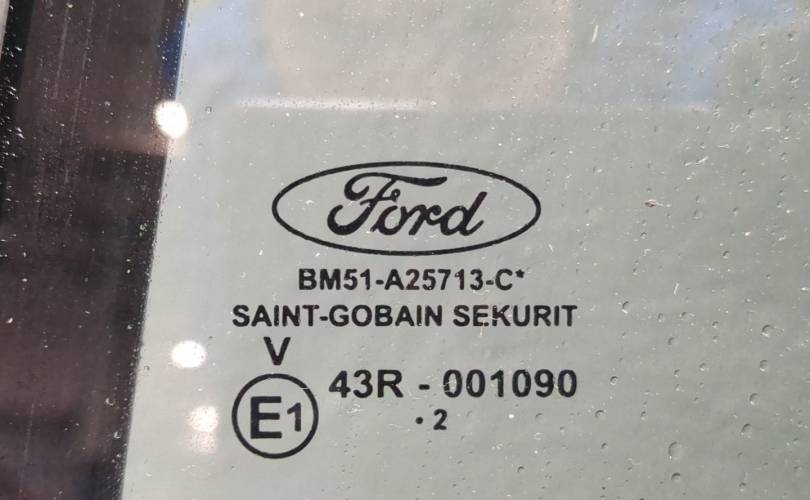 Ford
BM51-A25713-C*
SAINT-GOBAIN SEKURIT
V
E1 43R - 001090
·2